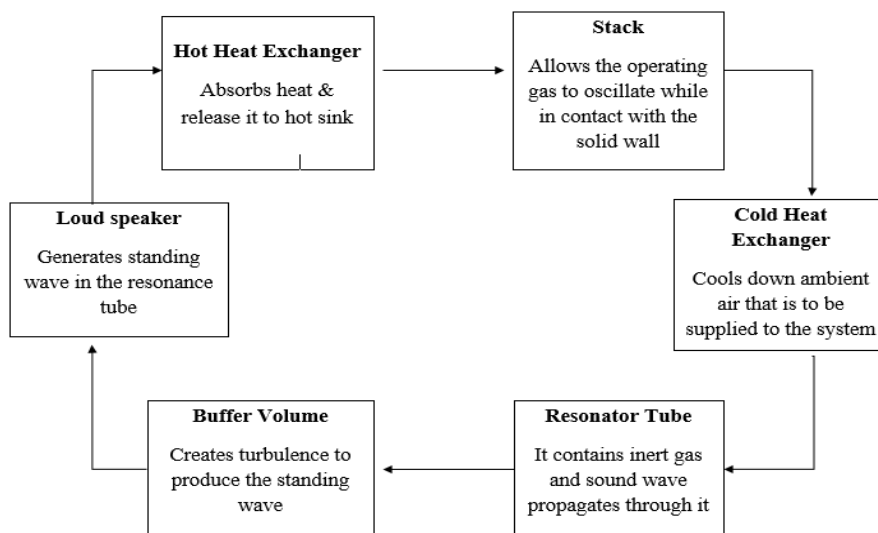 Hot Heat Exchanger
Absorbs heat &
release it to hot sink
Stack
Allows the operating
gas to oscillate while
in contact with the
solid wall
Loud speaker
Generates standing
wave in the resonance
tube
Cold Heat
Exchanger
Cools down ambient
air that is to be
supplied to the system
Buffer Volume
Creates turbulence to
produce the standing
wave
Resonator Tube
It contains inert gas
and sound wave
propagates through it